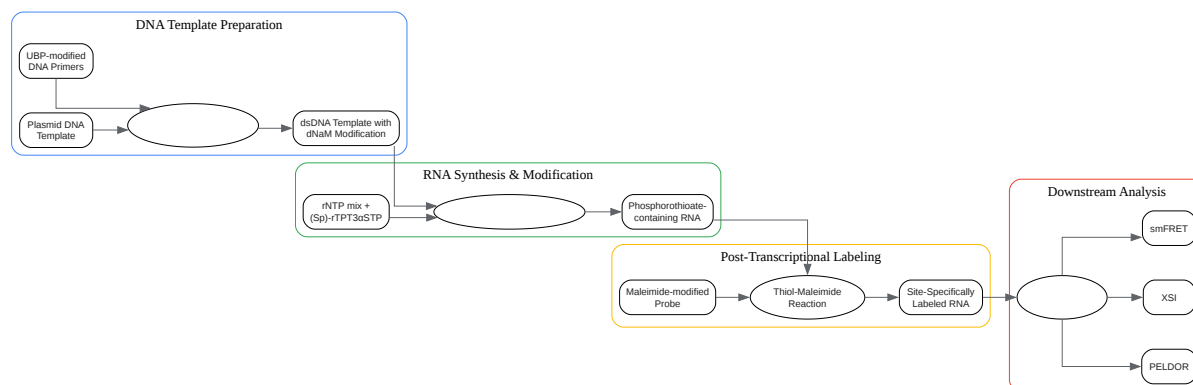 DNA Template Preparation
UBP-modified
DNA Primers
Plasmid DNA
Template
dsDNA Template with
dNaM Modification
RNA Synthesis & Modification
rNTP mix +
(Sp)-rTPT3αSTP
Phosphorothioate-
containing RNA
Post-Transcriptional Labeling
Maleimide-modified
Probe
Thiol-Maleimide
Reaction
Site-Specifically
Labeled RNA
Downstream Analysis
smFRET
XSI
PELDOR